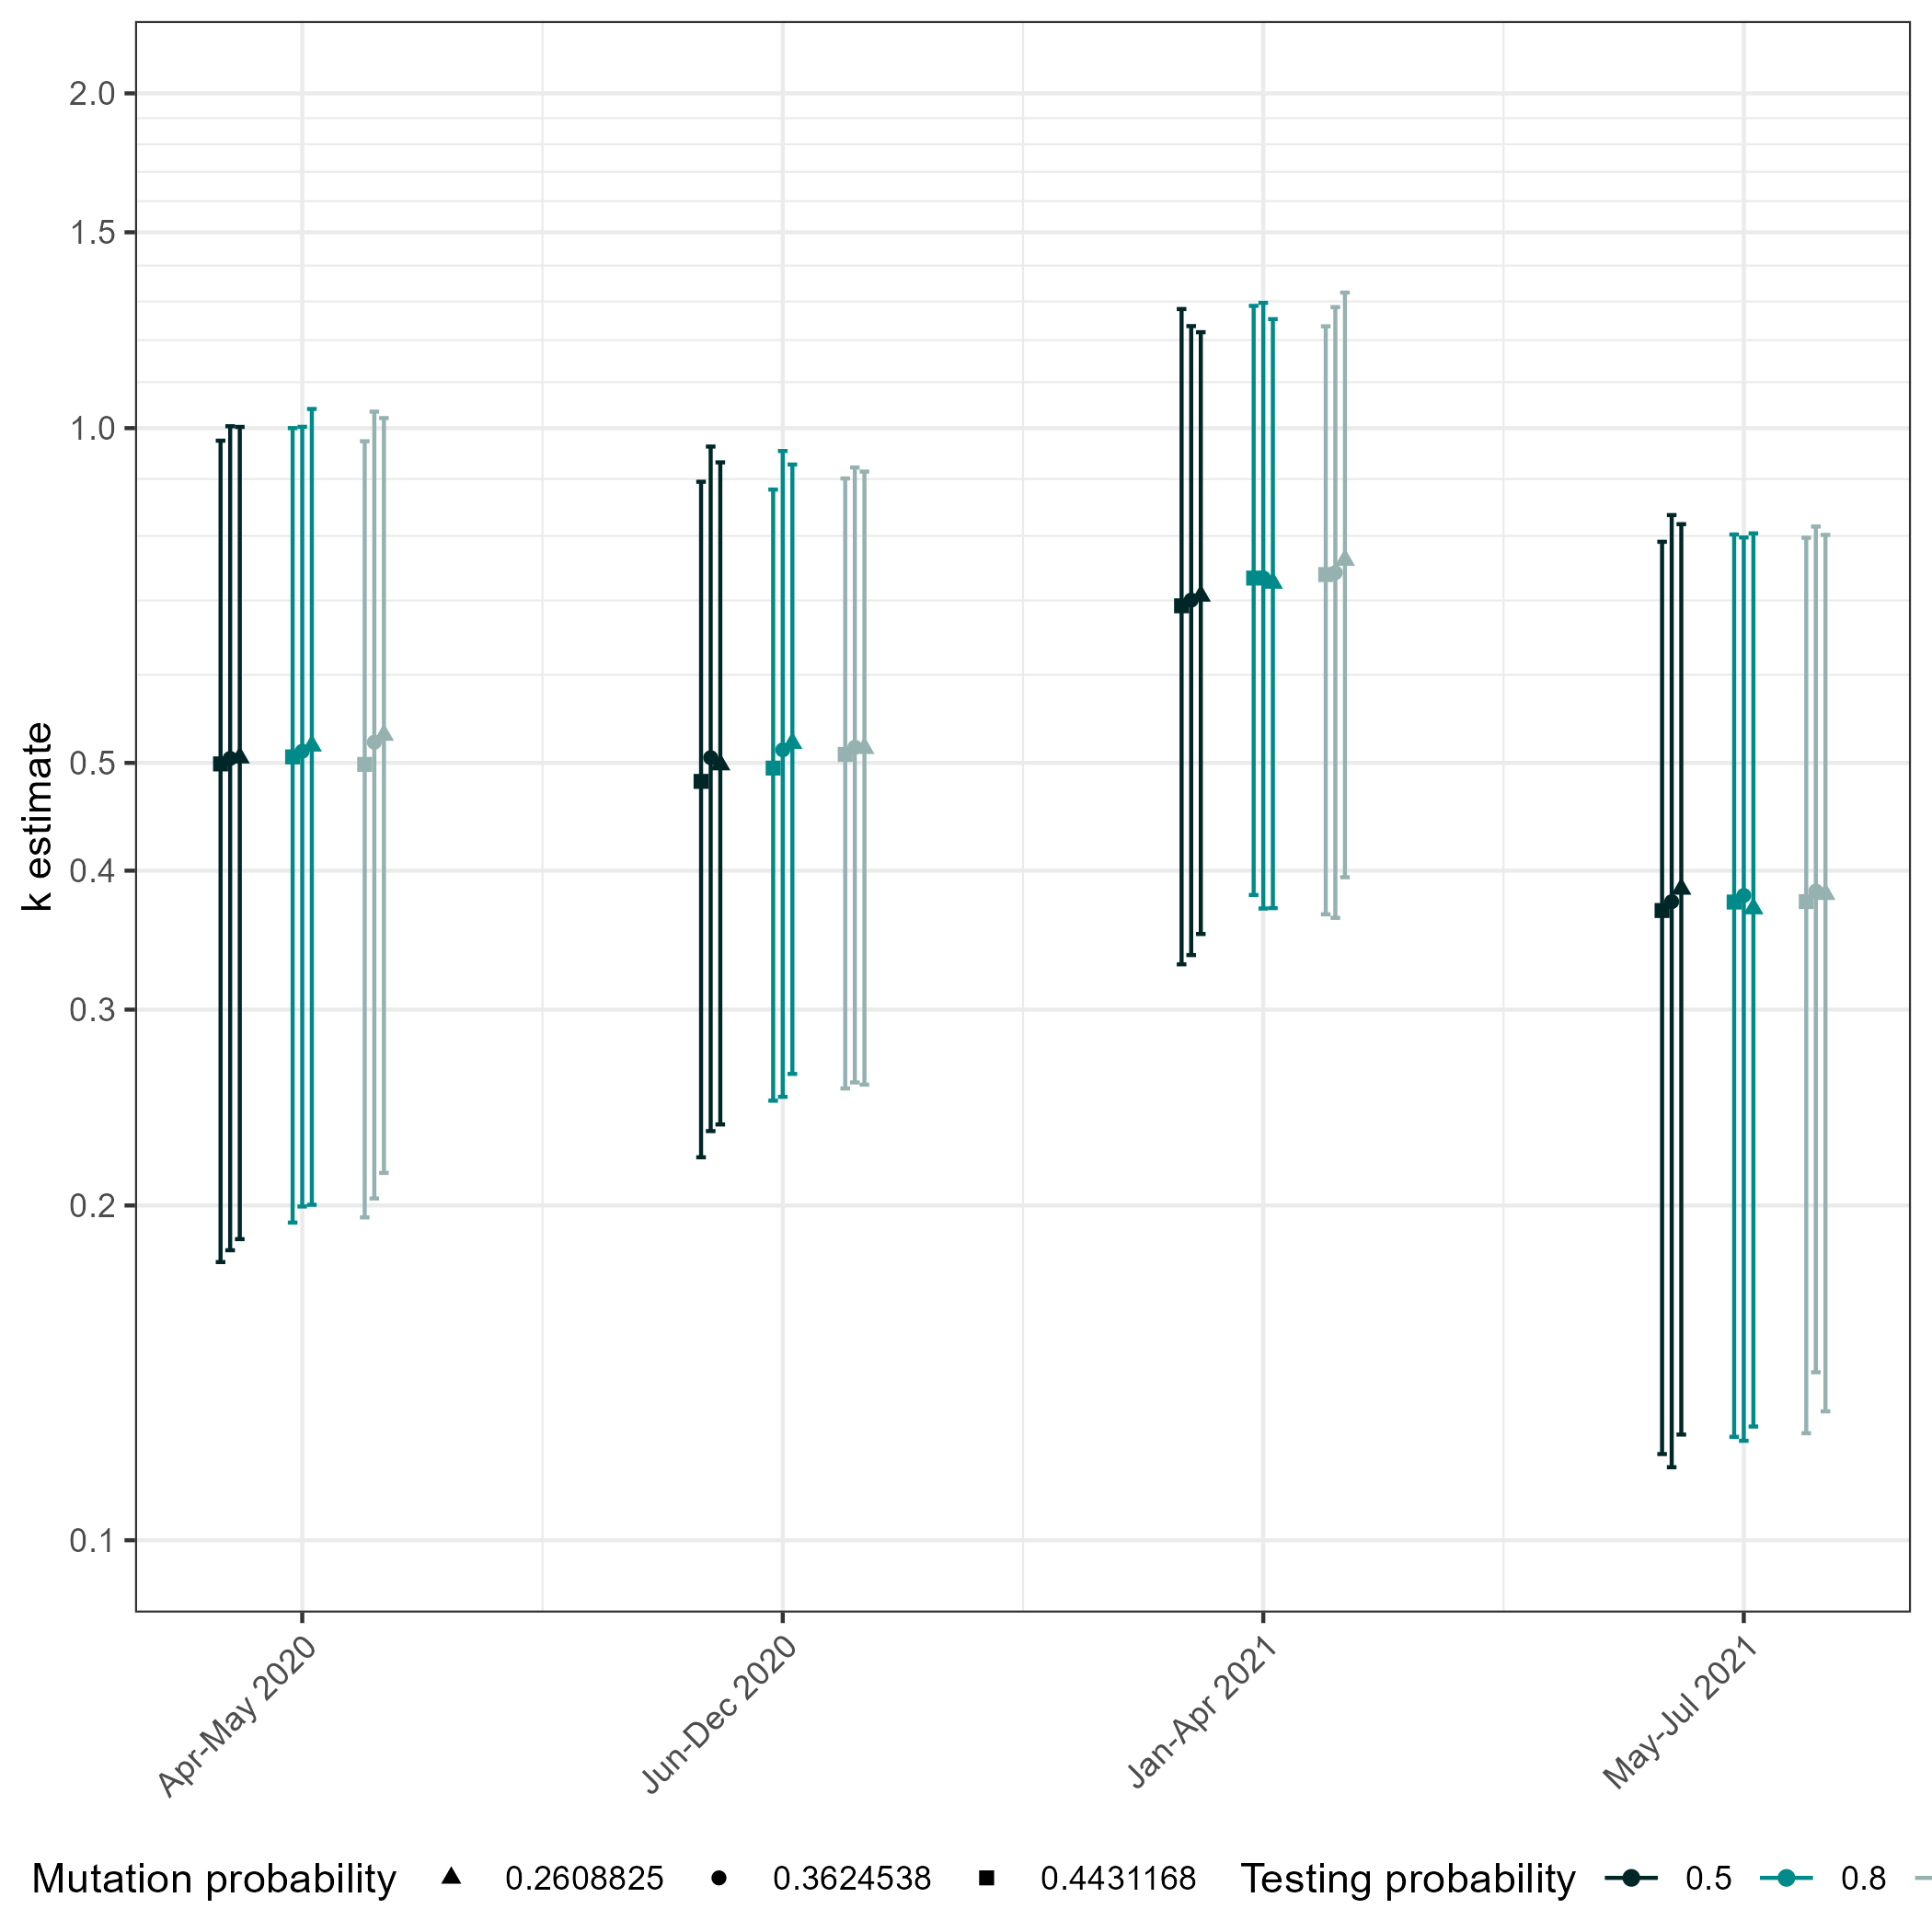 k estimate
2.0
1.5
1.0
0.5
0.4
0.3
0.2
0.1
Apr-May 2020
Jun-Dec 2020
Jan-Apr 2021
May-Jul 2021
Mutation probability 0.2608825 0.3624538 0.4431168 Testing probability 0.5 0.8